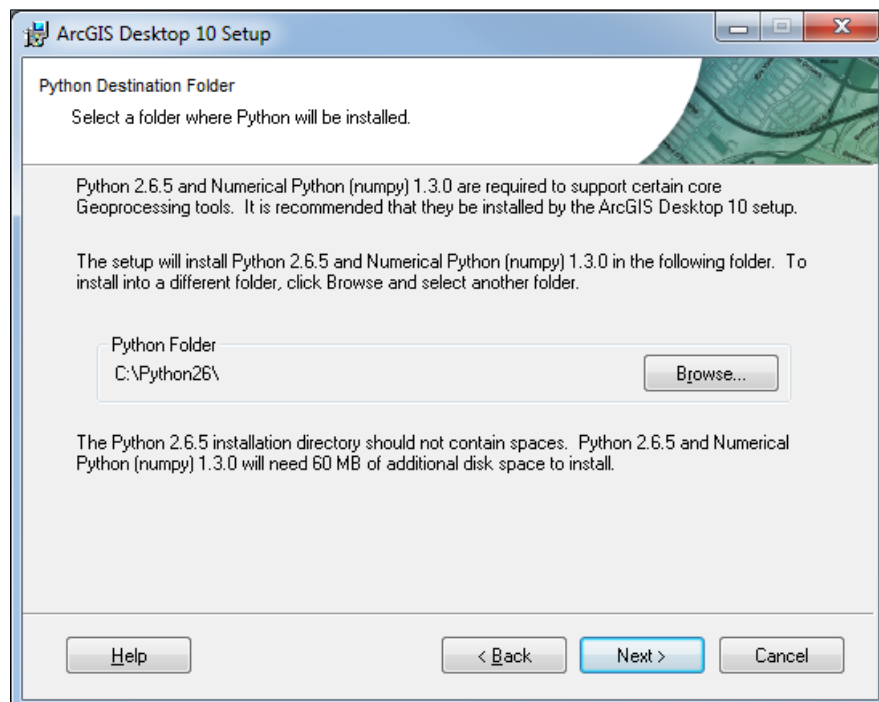 ArcGIS Desktop 10 Setup
Python Destination Folder
Select a folder where Python will be installed.
Python 2.6.5 and Numerical Python (numpy) 1.3.0 are required to support certain core
Geoprocessing tools. It is recommended that they be installed by the ArcGIS Desktop 10 setup.
The setup will install Python 2.6.5 and Numerical Python (numpy) 1.3.0 in the following folder. To
install into a different folder, click Browse and select another folder.
Python Folder
C:\Python26\
Browse...
The Python 2.6.5 installation directory should not contain spaces. Python 2.6.5 and Numerical
Python (numpy) 1.3.0 will need 60 MB of additional disk space to install.
Help
< Back
Next >
Cancel